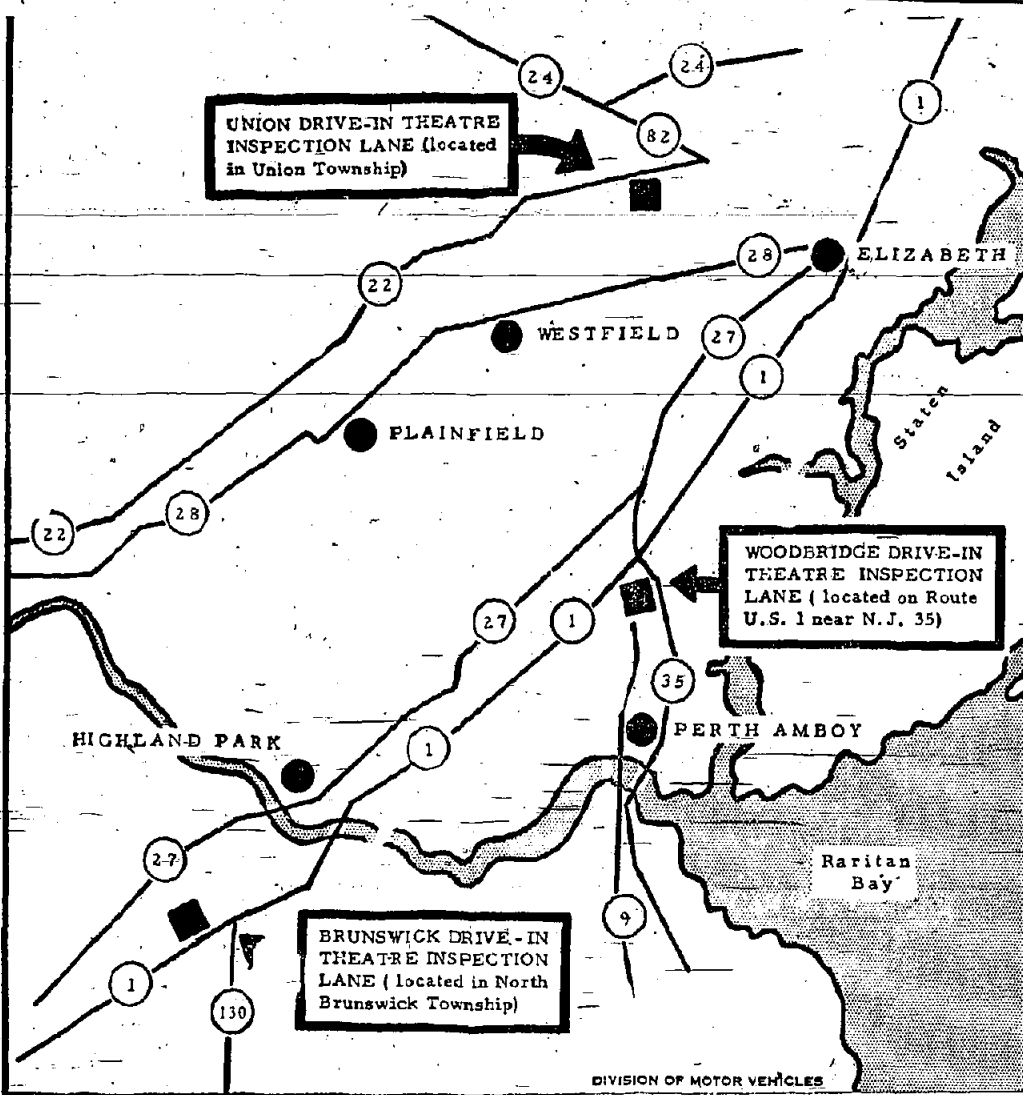 24
24
1
UNION DRIVE-IN THEATRE
INSPECTION LANE (located
in Union Township)
82
28
ELIZABETH
22
WESTFIELD
27
1
PLAINFIELD
Staten
Island
28
22
WOODBRIDGE DRIVE-IN
THEATRE INSPECTION
LANE ( located on Route
U.S. 1 near N.J. 35)
27
1
35
PERTH AMBOY
HIGHLAND PARK
1
27
Raritan
Bay
9
BRUNSWICK DRIVE-IN
THEATRE INSPECTION
LANE ( located in North
Brunswick Township)
1
130
DIVISION OF MOTOR VEHICLES